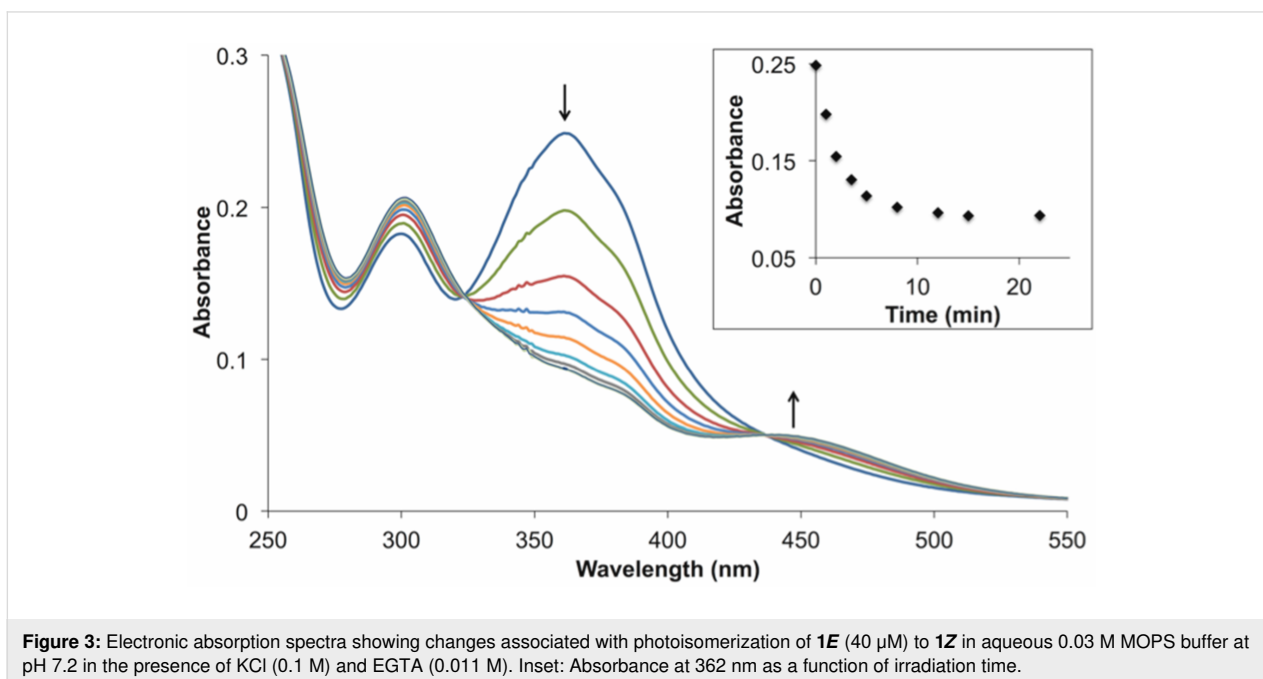 0.3
0.2
0.1
0
Absorbance
250
300
350
400
450
500
550
Wavelength (nm)
0.25
0.15
0.05
Absorbance
0
10
20
Time (min)
Figure 3: Electronic absorption spectra showing changes associated with photoisomerization of 1E (40 µM) to 1Z in aqueous 0.03 M MOPS buffer at
pH 7.2 in the presence of KCl (0.1 M) and EGTA (0.011 M). Inset: Absorbance at 362 nm as a function of irradiation time.